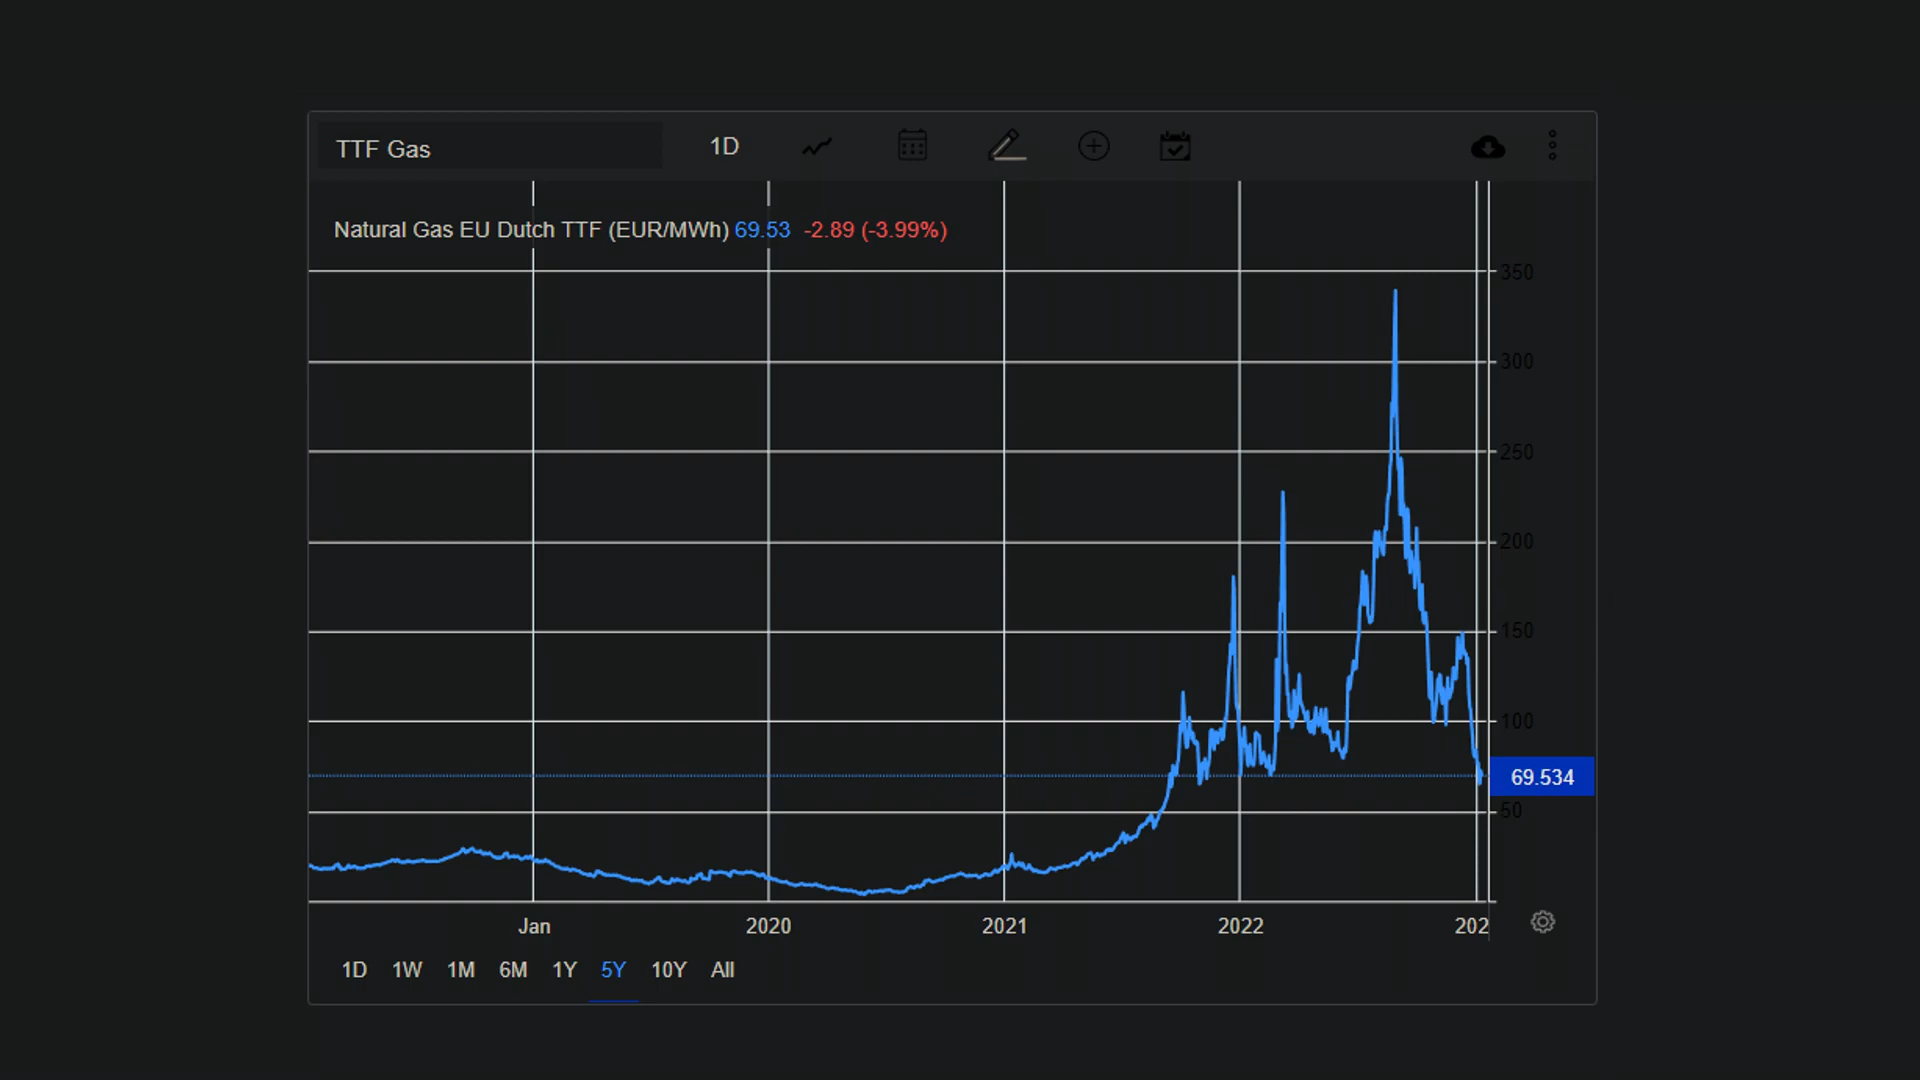 TTF Gas 1D
Natural Gas EU Dutch TTF (EUR/MWh) 69.53 -2.89 (-3.99%)
350
300
250
200
150
100
69.534
50
Jan 2020 2021 2022 202
1D 1W 1M 6M 1Y 5Y 10Y All